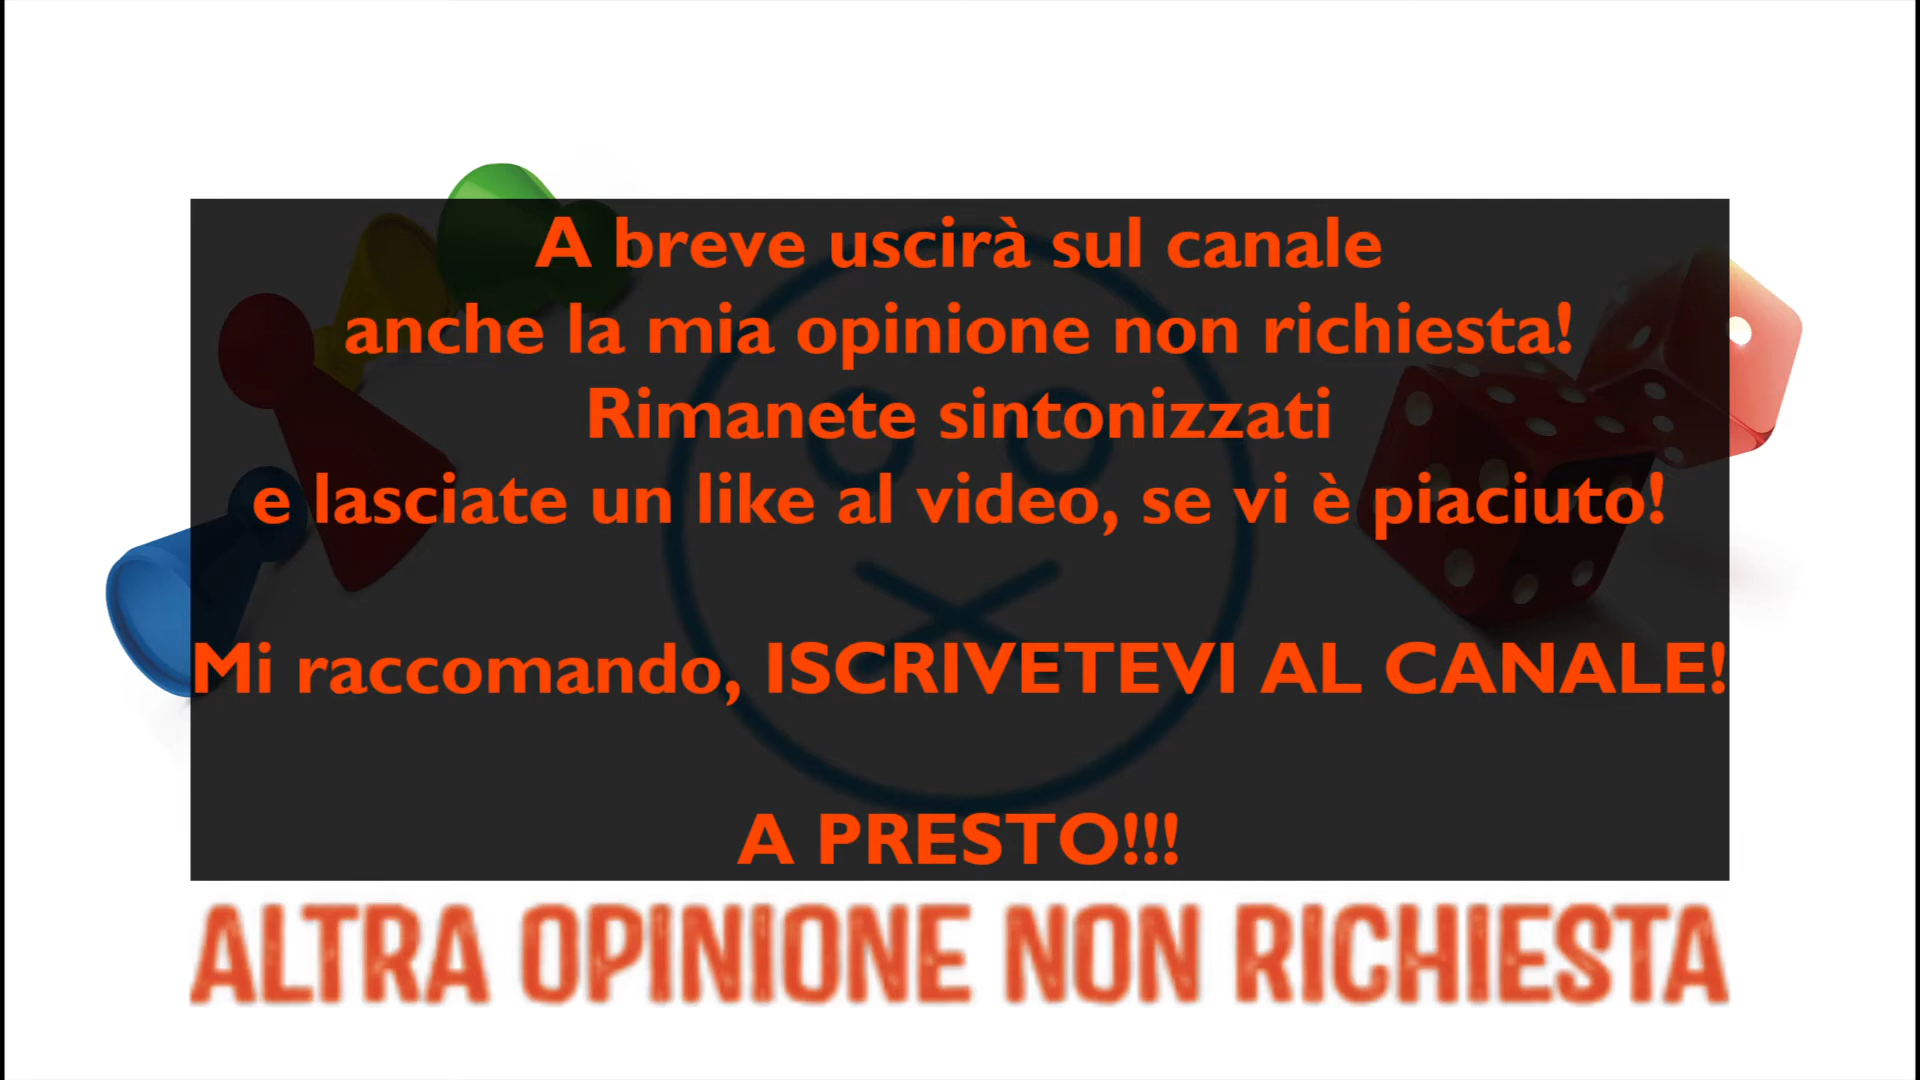 A breve uscirà sul canale
anche la mia opinione non richiesta!
Rimanete sintonizzati
e lasciate un like al video, se vi è piaciuto!
Mi raccomando, ISCRIVETEVI AL CANALE!
A PRESTO!!!
ALTRA OPINIONE NON RICHIESTA